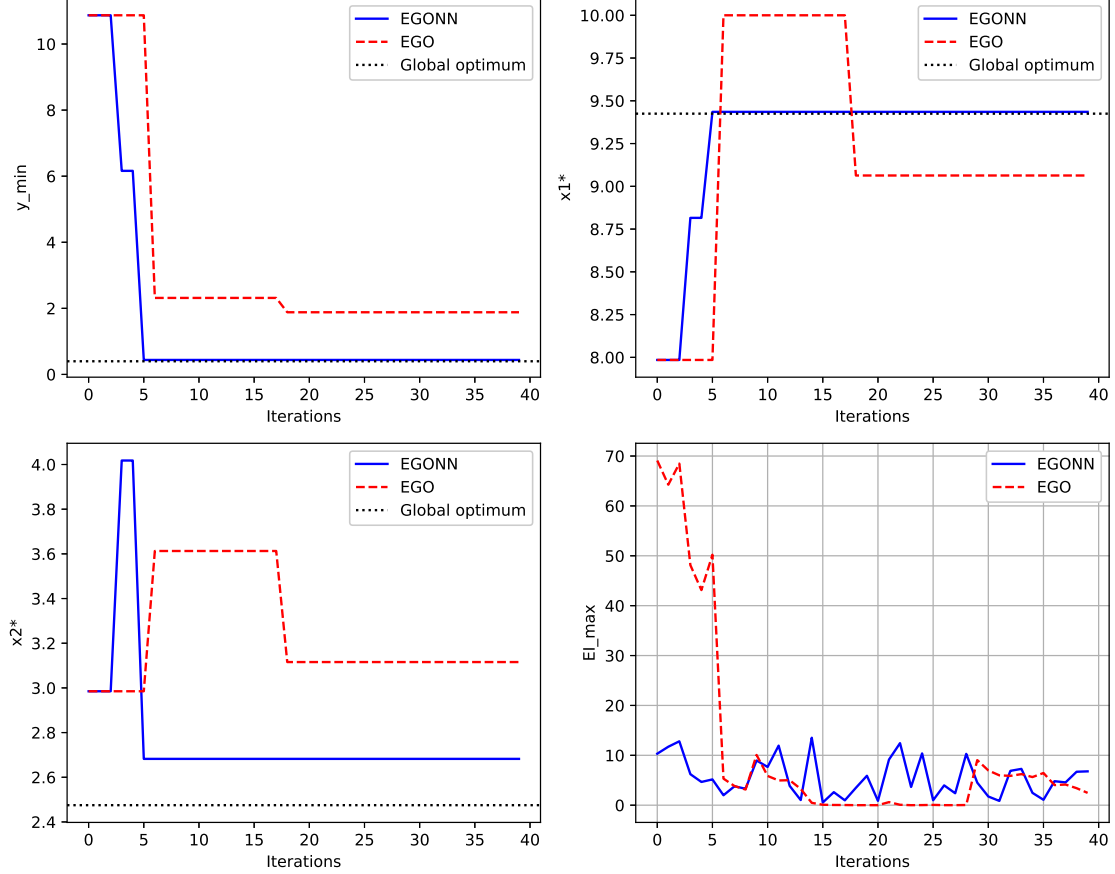 EGONN
EGO
Global optimum
10
8
6
4
2
0
y_min
0 5 10 15 20 25 30 35 40
Iterations
EGONN
EGO
Global optimum
10.00
9.75
9.50
9.25
9.00
8.75
8.50
8.25
8.00
x1*
0 5 10 15 20 25 30 35 40
Iterations
EGONN
EGO
Global optimum
4.0
3.8
3.6
3.4
3.2
3.0
2.8
2.6
2.4
x2*
0 5 10 15 20 25 30 35 40
Iterations
EGONN
EGO
70
60
50
40
30
20
10
0
EI_max
0 5 10 15 20 25 30 35 40
Iterations